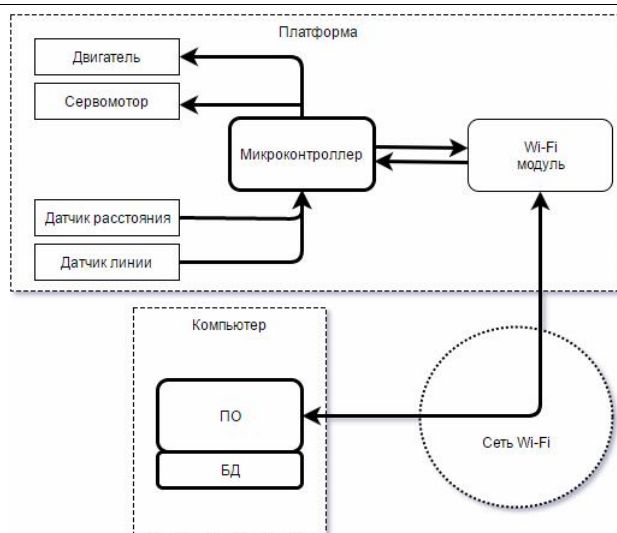 Платформа
Двигатель
Сервомотор
Микроконтроллер
Wi-Fi
модуль
Датчик расстояния
Датчик линии
Компьютер
ПО
БД
Сеть Wi-Fi